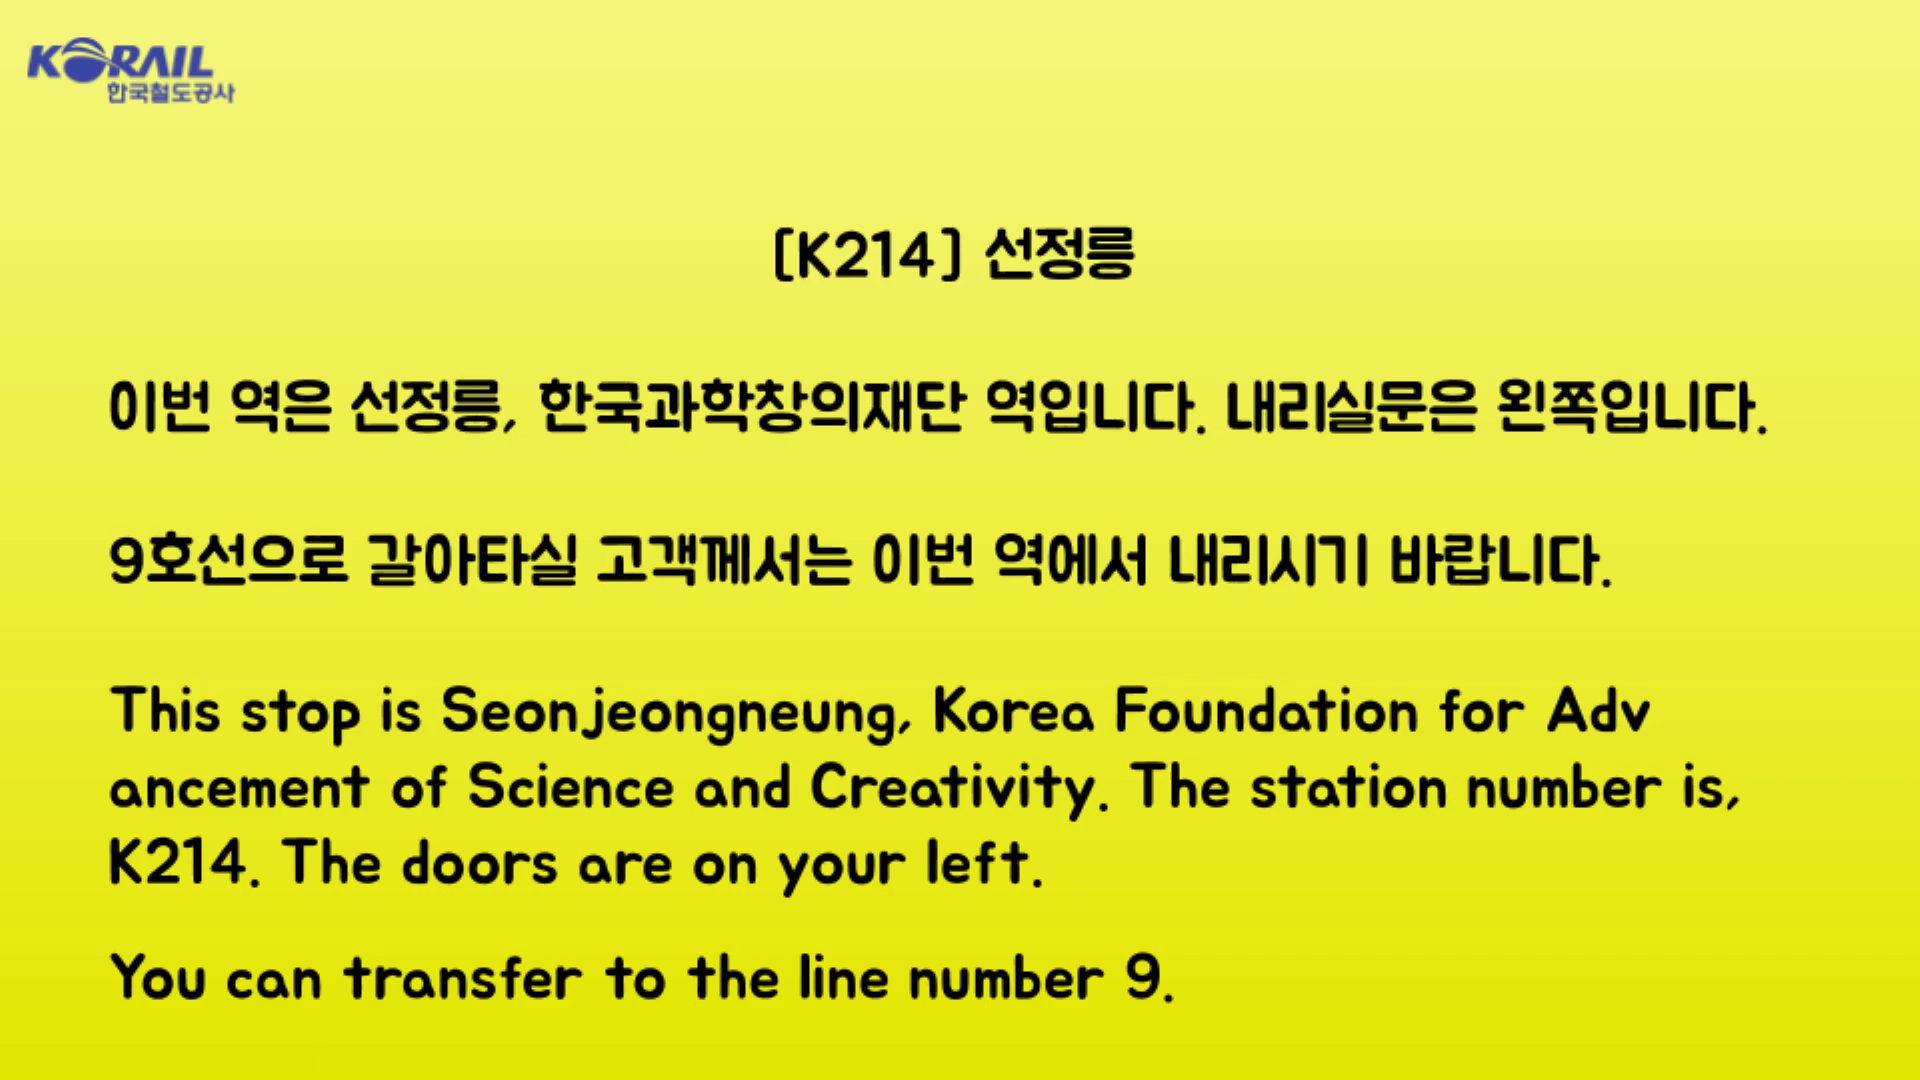 KORAIL
한국철도공사
[K214] 선정릉
이번 역은 선정릉, 한국과학창의재단 역입니다. 내리실문은 왼쪽입니다.
9호선으로 갈아타실 고객께서는 이번 역에서 내리시기 바랍니다.
This stop is Seonjeongneung, Korea Foundation for Adv
ancement of Science and Creativity. The station number is,
K214. The doors are on your left.
You can transfer to the line number 9.